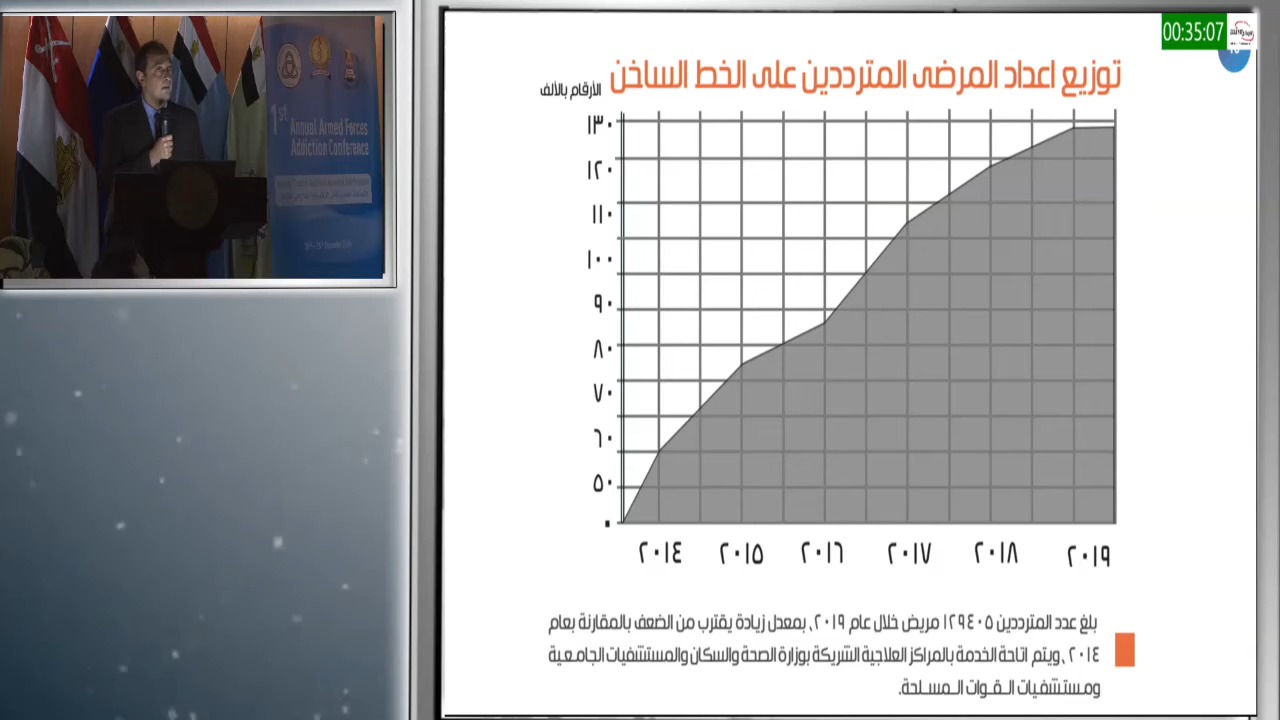 00:35:07
توزيع اعداد المرضى المترددين على الخط الساخن
الأرقام بالألف
١٣٠
١٢٠
١١٠
١٠٠
٩٠
٨٠
٧٠
٦٠
٥٠
٠
٢٠١٤ ٢٠١٥ ٢٠١٦ ٢٠١٧ ٢٠١٨ ٢٠١٩
بلغ عدد المترددين ١٢٩٤٠٥ مريض خلال عام ٢٠١٩، بمعدل زيادة يقترب من الضعف بالمقارنة بعام
٢٠١٤ ،ويتم اتاحة الخدمة بالمراكز العلاجية الشريكة بوزارة الصحة والسكان والمستشفيات الجامعية
ومستشفيات القوات المسلحة.
1st
Annual Armed Forces
Addiction Conference